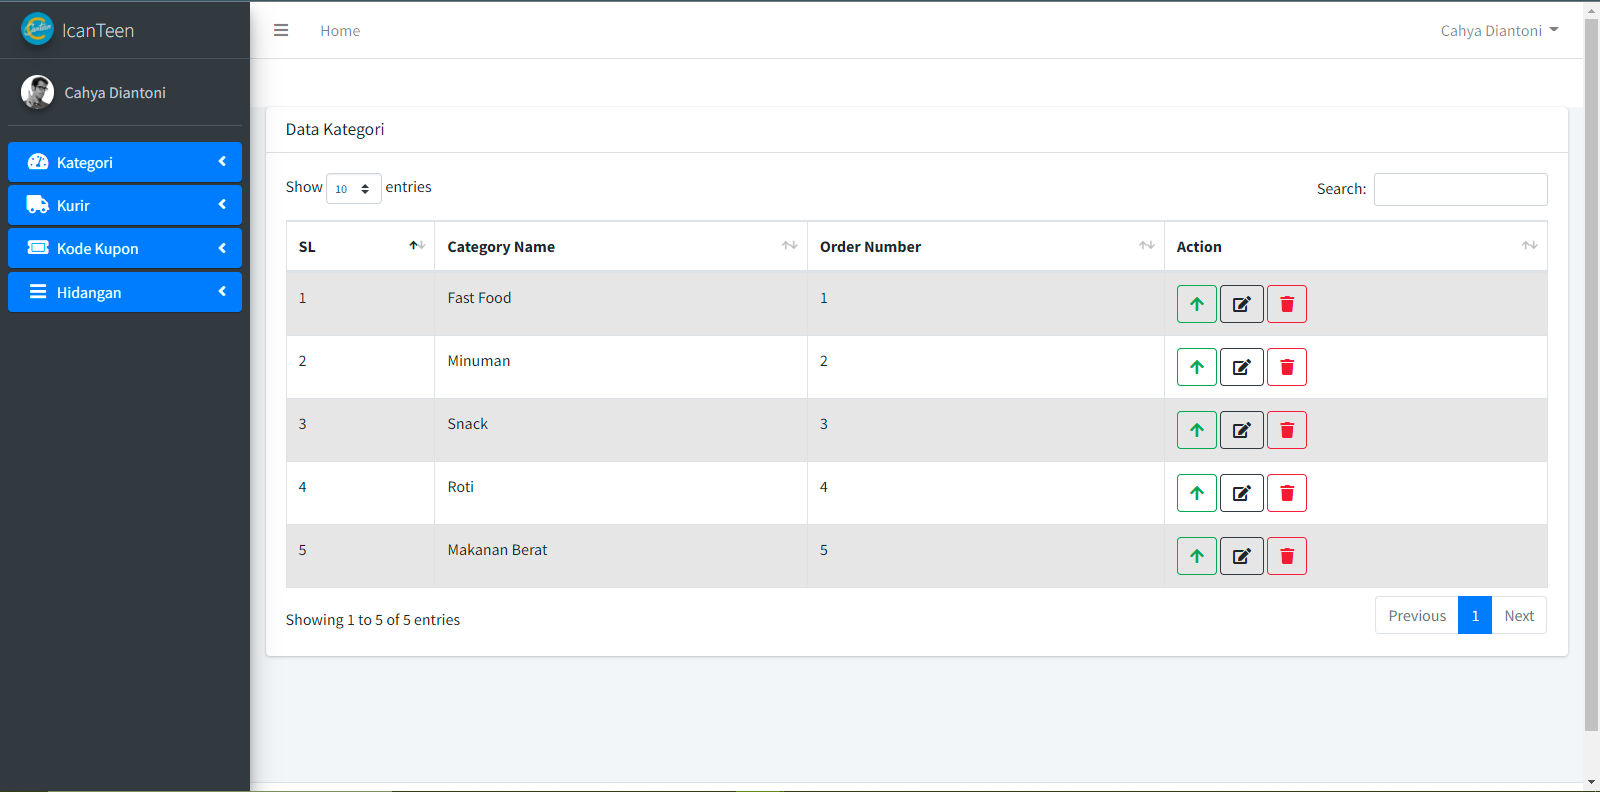 IcanTeen
Home
Cahya Diantoni
Cahya Diantoni
Kategori
Kurir
Kode Kupon
Hidangan
Data Kategori
Show 10 entries
Search:
SL Category Name Order Number Action
1 Fast Food 1
2 Minuman 2
3 Snack 3
4 Roti 4
5 Makanan Berat 5
Showing 1 to 5 of 5 entries
Previous 1 Next